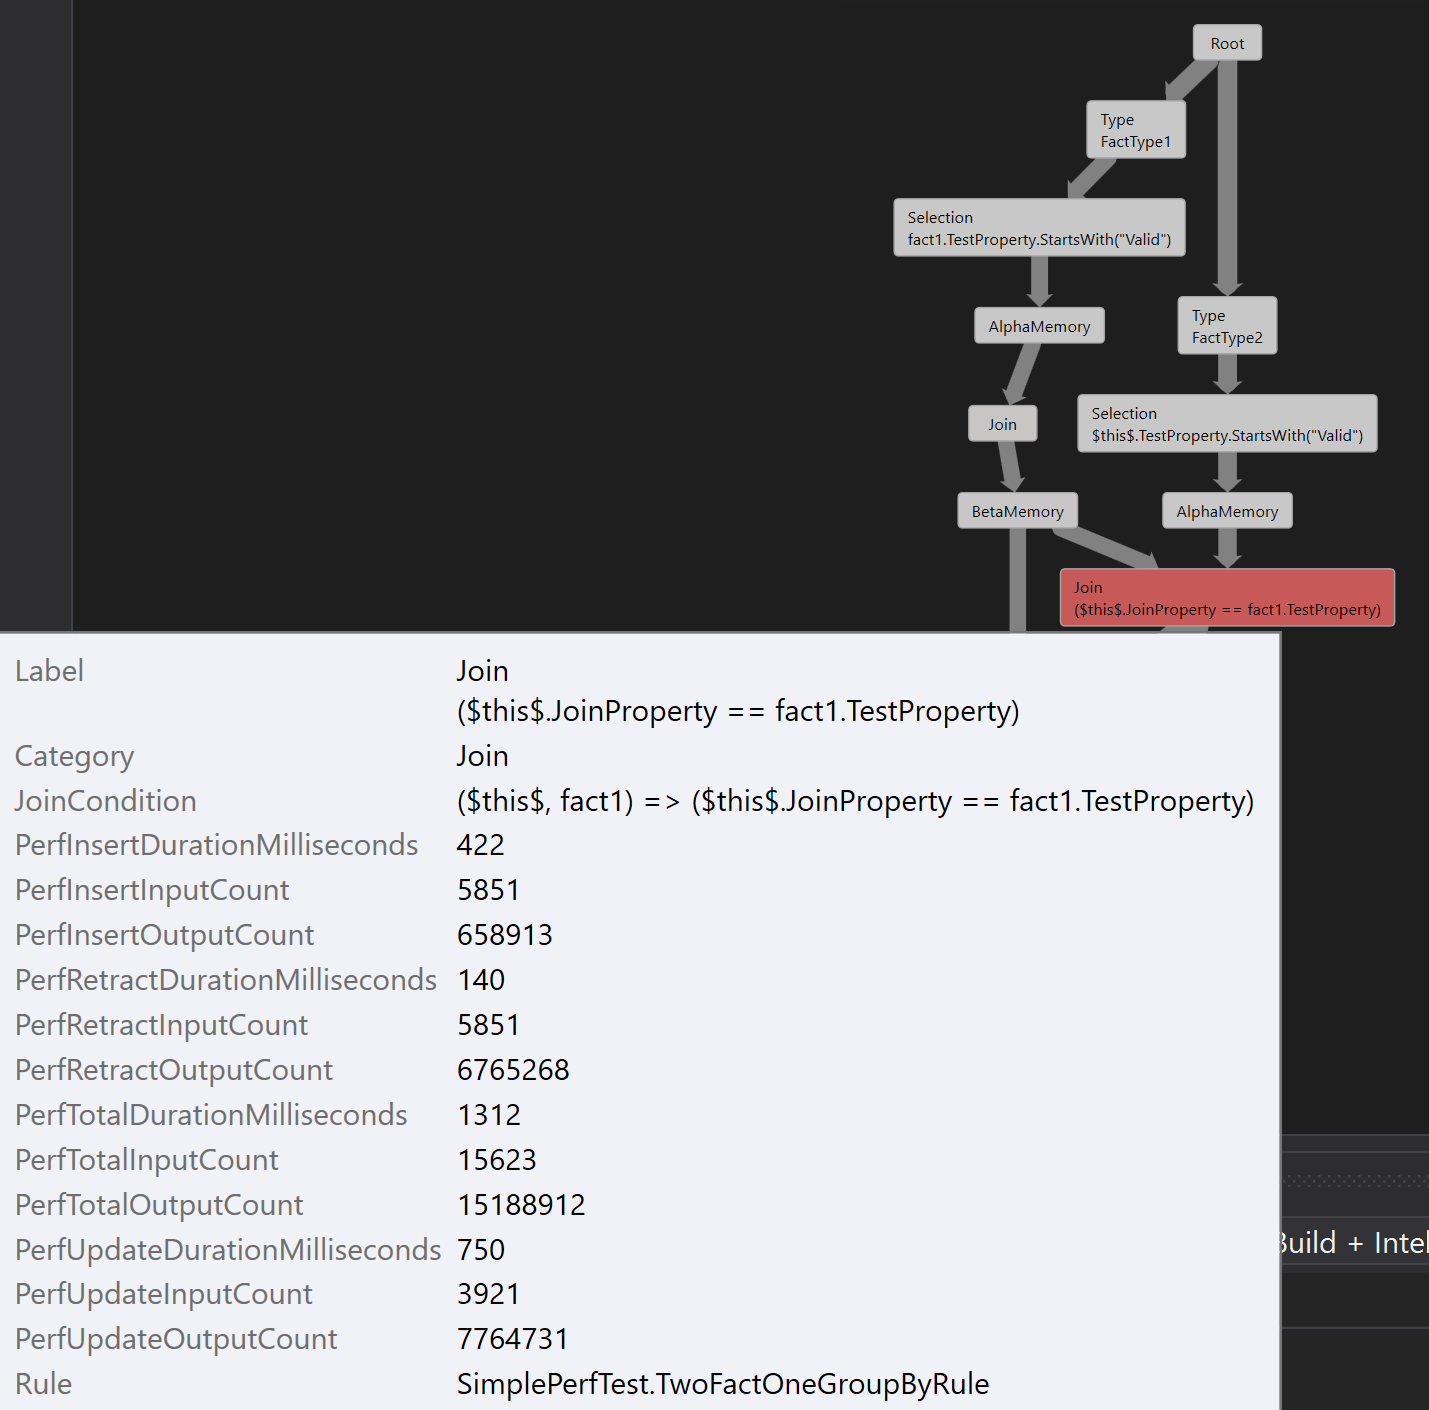 Root
Type
FactType1
Selection
fact1.TestProperty.StartsWith("Valid")
AlphaMemory
Type
FactType2
Join
Selection
$this$.TestProperty.StartsWith("Valid")
BetaMemory
AlphaMemory
Join
($this$.JoinProperty == fact1.TestProperty)
Label Join
($this$.JoinProperty == fact1.TestProperty)
Category Join
JoinCondition ($this$, fact1) => ($this$.JoinProperty == fact1.TestProperty)
PerfInsertDurationMilliseconds 422
PerfInsertInputCount 5851
PerfInsertOutputCount 658913
PerfRetractDurationMilliseconds 140
PerfRetractInputCount 5851
PerfRetractOutputCount 6765268
PerfTotalDurationMilliseconds 1312
PerfTotalInputCount 15623
PerfTotalOutputCount 15188912
PerfUpdateDurationMilliseconds 750
Build + Intel
PerfUpdateInputCount 3921
PerfUpdateOutputCount 7764731
Rule SimplePerfTest.TwoFactOneGroupByRule